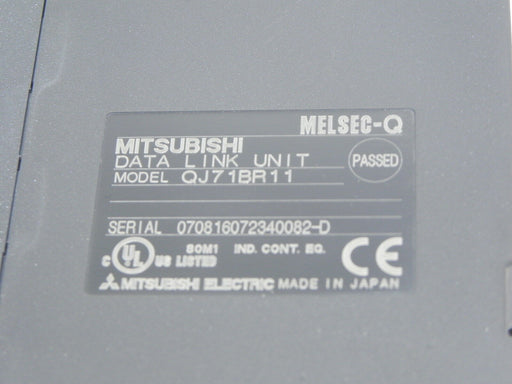 MELSEC-Q
MITSUBISHI
DATA LINK UNIT
PASSED
MODEL QJ71BR11
SERIAL 070816072340082-D
C UL US LISTED
80M1 IND. CONT. EQ.
CE
MITSUBISHI ELECTRIC MADE IN JAPAN